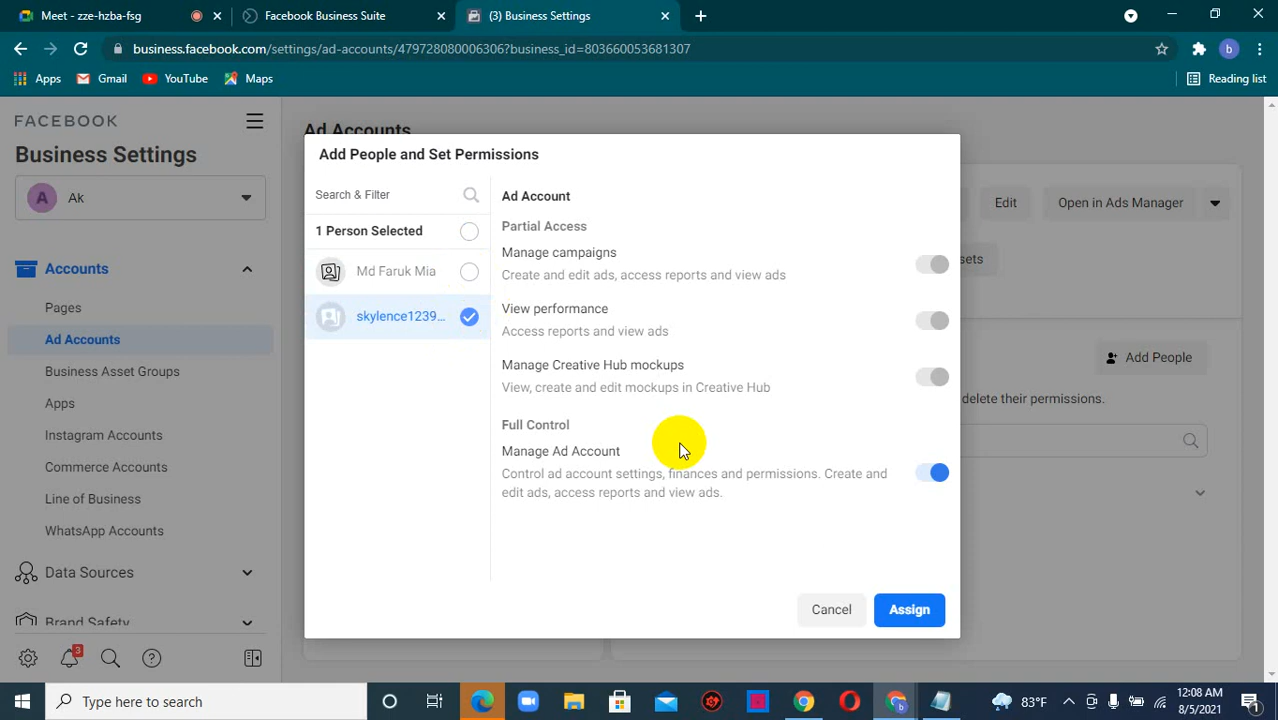 Meet - zze-hzba-fsg
Facebook Business Suite
(3) Business Settings
business.facebook.com/settings/ad-accounts/479728080006306?business_id=803660053681307
b
Apps
Gmail
YouTube
Maps
Reading list
FACEBOOK
Business Settings
A
Ak
Accounts
Pages
Ad Accounts
Business Asset Groups
Apps
Instagram Accounts
Commerce Accounts
Line of Business
WhatsApp Accounts
Data Sources
Brand Safety
3
Ad Accounts
Edit
Open in Ads Manager
sets
Add People
delete their permissions.
Add People and Set Permissions
Search & Filter
1 Person Selected
Md Faruk Mia
skylence1239...
Ad Account
Partial Access
Manage campaigns
Create and edit ads, access reports and view ads
View performance
Access reports and view ads
Manage Creative Hub mockups
View, create and edit mockups in Creative Hub
Full Control
Manage Ad Account
Control ad account settings, finances and permissions. Create and
edit ads, access reports and view ads.
Cancel
Assign
Type here to search
83°F
12:08 AM
8/5/2021
1